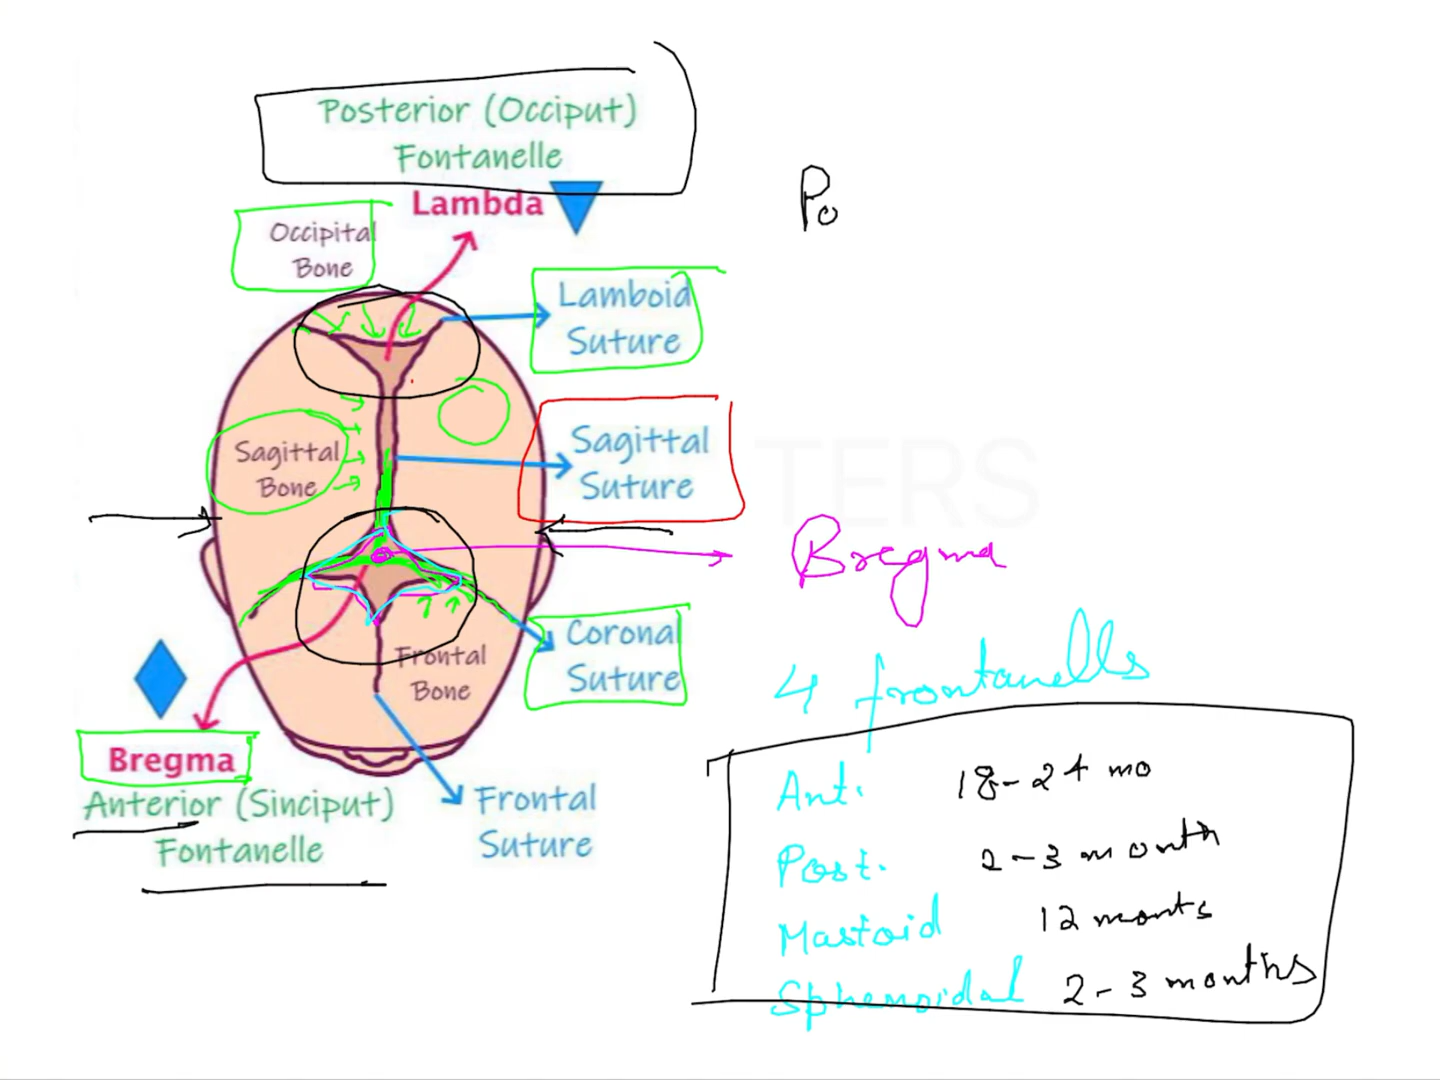 Posterior (Occiput)
Fontanelle
Lambda
Po
Occipital
Bone
Lamboid
Suture
Sagittal
Bone
Sagittal
Suture
TERS
Bregma
Coronal
Suture
Frontal
Bone
4 frontanells
Bregma
Anterior (Sinciput)
Fontanelle
Frontal
Suture
Ant. 18-24 mo
Post. 2-3 month
Mastoid 12 monts
Sphenoidal 2-3 months